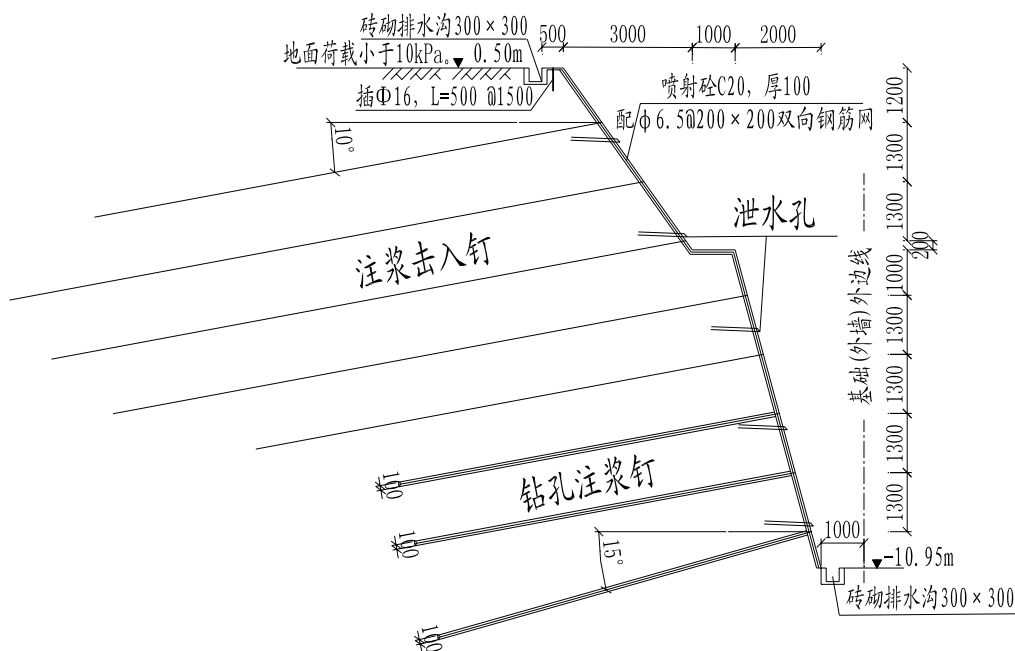 砖砌排水沟300×300
500
3000
1000
2000
地面荷载小于10kPa。
0.50m
插Φ16, L=500 @1500
喷射砼C20, 厚100
配φ6.5@200×200双向钢筋网
10°
1200
1300
1300
200
1000
1300
1300
1300
1300
泄水孔
注浆击入钉
基础(外墙)外边线
钻孔注浆钉
100
100
100
15°
1000
-10.95m
砖砌排水沟300×300